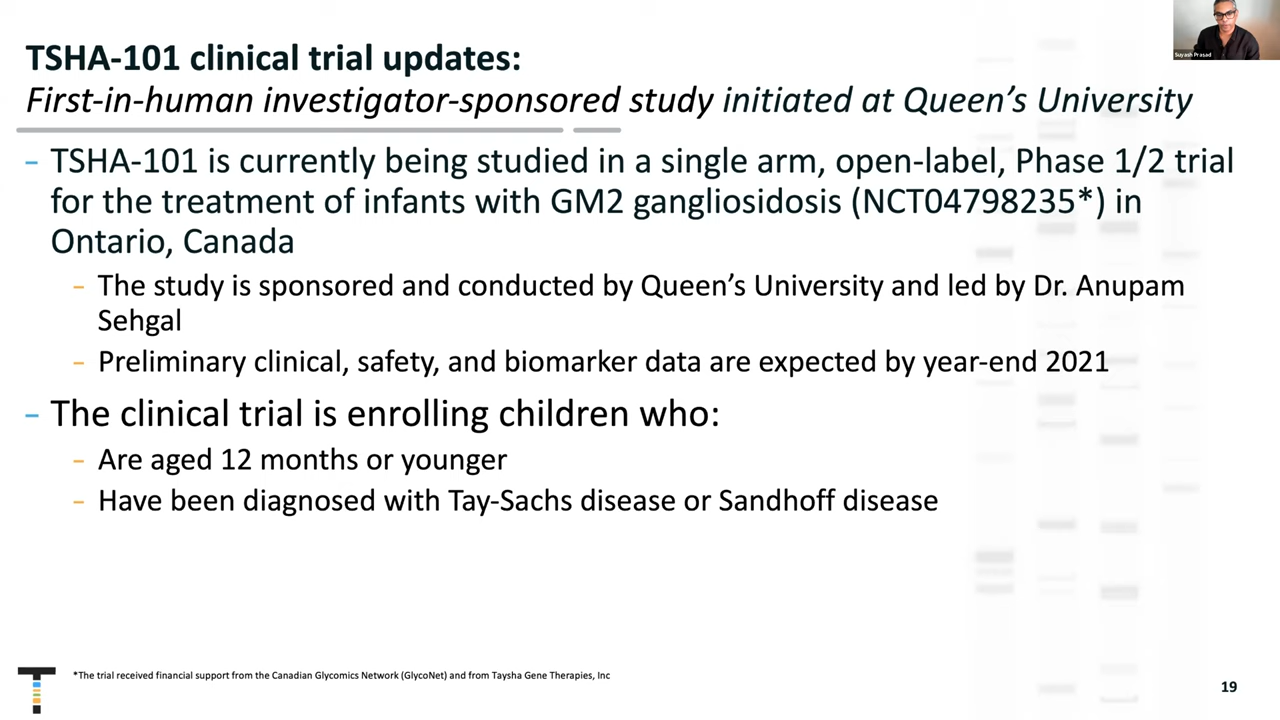 Suyash Prasad
TSHA-101 clinical trial updates:
First-in-human investigator-sponsored study initiated at Queen’s University
- TSHA-101 is currently being studied in a single arm, open-label, Phase 1/2 trial
for the treatment of infants with GM2 gangliosidosis (NCT04798235*) in
Ontario, Canada
- The study is sponsored and conducted by Queen’s University and led by Dr. Anupam
Sehgal
- Preliminary clinical, safety, and biomarker data are expected by year-end 2021
- The clinical trial is enrolling children who:
- Are aged 12 months or younger
- Have been diagnosed with Tay-Sachs disease or Sandhoff disease
*The trial received financial support from the Canadian Glycomics Network (GlycoNet) and from Taysha Gene Therapies, Inc
19